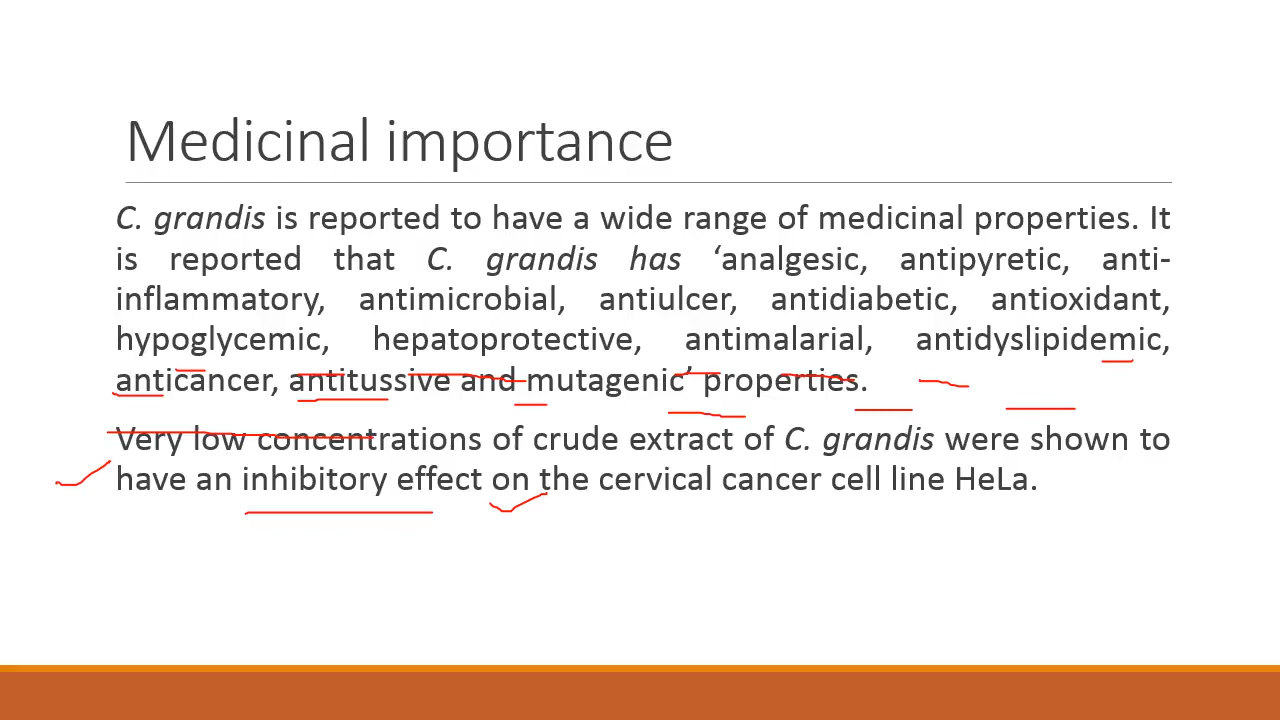 Medicinal importance
C. grandis is reported to have a wide range of medicinal properties. It
is reported that C. grandis has ‘analgesic, antipyretic, anti-
inflammatory, antimicrobial, antiulcer, antidiabetic, antioxidant,
hypoglycemic, hepatoprotective, antimalarial, antidyslipidemic,
anticancer, antitussive and mutagenic’ properties.
Very low concentrations of crude extract of C. grandis were shown to
have an inhibitory effect on the cervical cancer cell line HeLa.